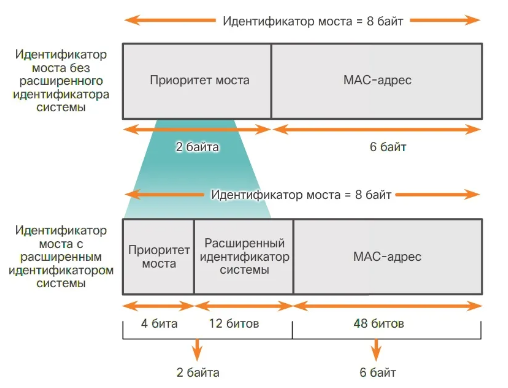 Идентификатор моста = 8 байт
Идентификатор
моста без
расширенного
идентификатора
системы
Приоритет моста
MAC-адрес
2 байта
6 байт
Идентификатор моста = 8 байт
Идентификатор
моста с
расширенным
идентификатором
системы
Приоритет
моста
Расширенный
идентификатор
системы
MAC-адрес
4 бита
12 битов
48 битов
2 байта
6 байт